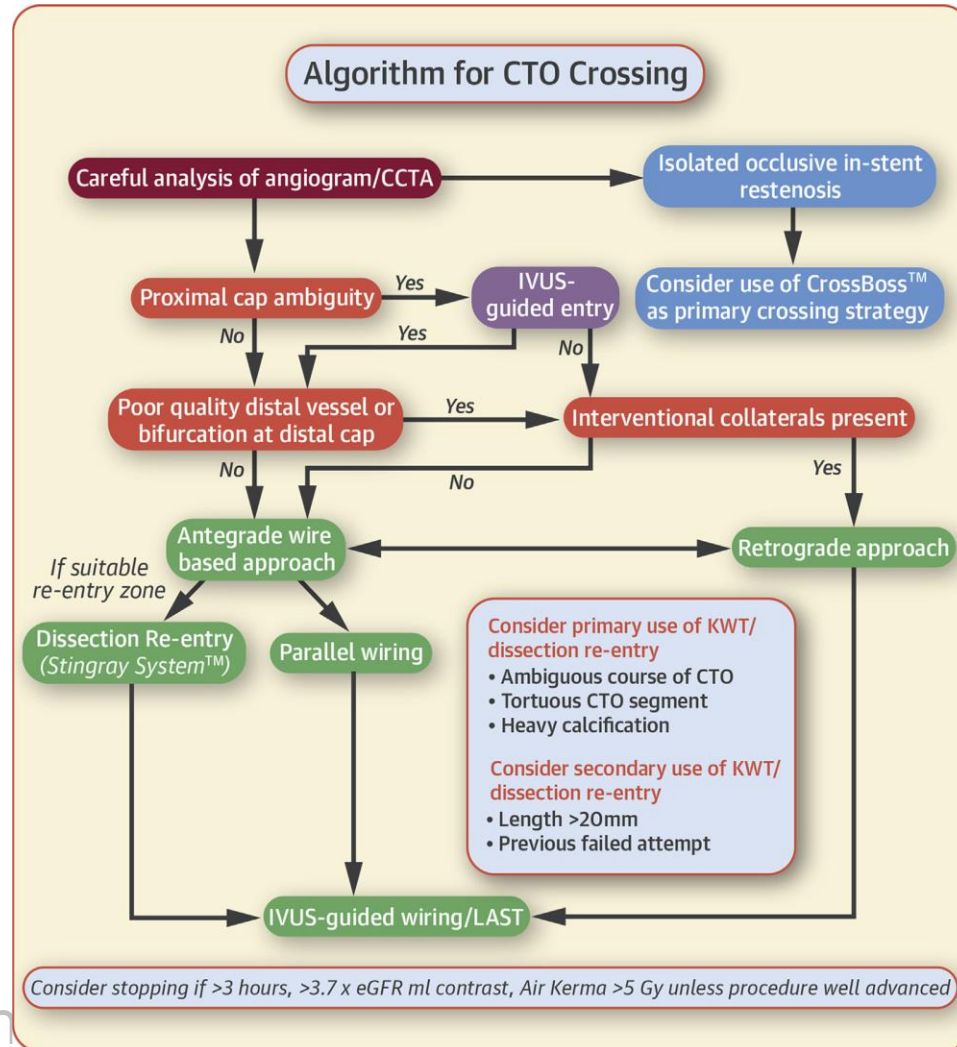 Algorithm for CTO Crossing
Careful analysis of angiogram/CCTA
Isolated occlusive in-stent
restenosis
Proximal cap ambiguity
Yes
IVUS-
guided entry
Consider use of CrossBoss™
as primary crossing strategy
No
Yes
No
Poor quality distal vessel or
bifurcation at distal cap
Yes
Interventional collaterals present
No
No
Yes
Antegrade wire
based approach
Retrograde approach
If suitable
re-entry zone
Dissection Re-entry
(Stingray System™)
Parallel wiring
Consider primary use of KWT/
dissection re-entry
• Ambiguous course of CTO
• Tortuous CTO segment
• Heavy calcification
Consider secondary use of KWT/
dissection re-entry
• Length >20mm
• Previous failed attempt
IVUS-guided wiring/LAST
Consider stopping if >3 hours, >3.7 x eGFR ml contrast, Air Kerma >5 Gy unless procedure well advanced